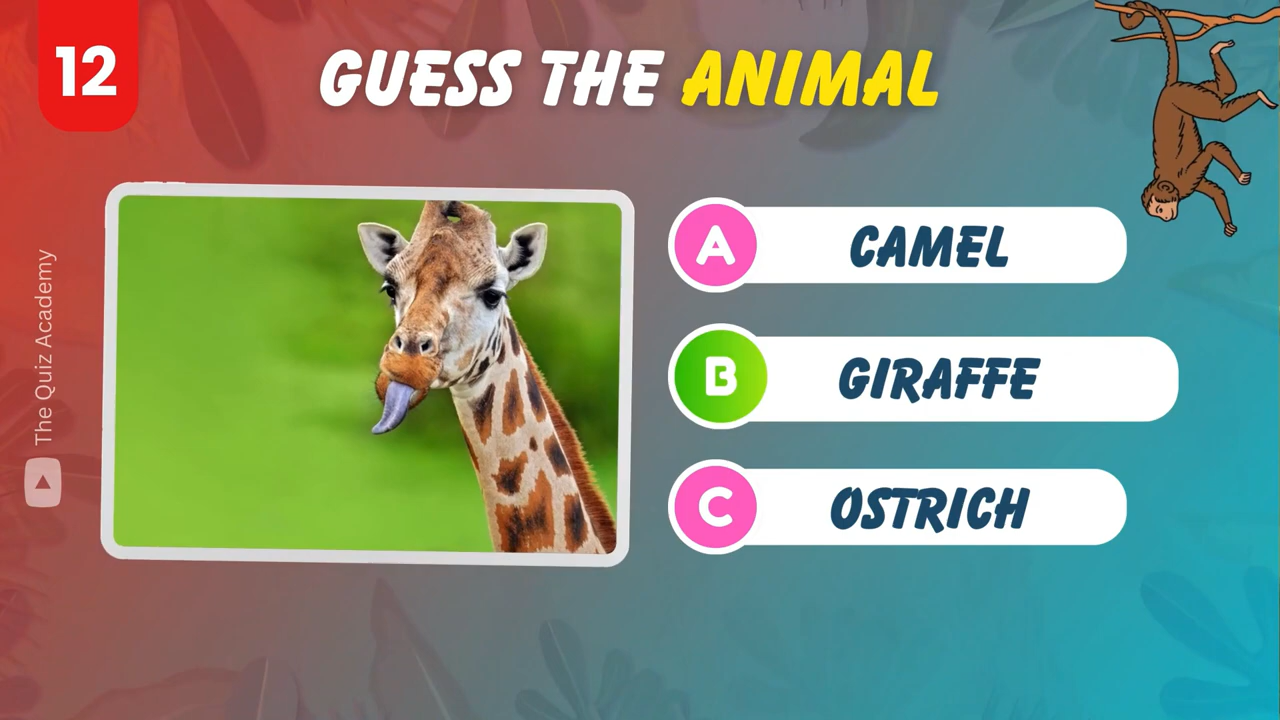 12
GUESS THE ANIMAL
The Quiz Academy
A CAMEL
B GIRAFFE
C OSTRICH